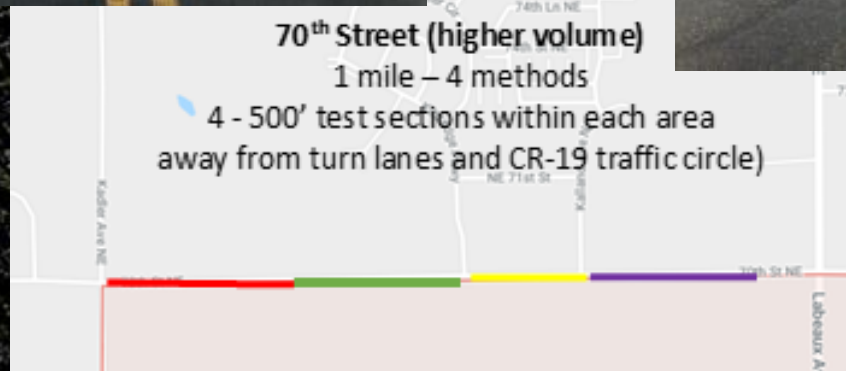 74th Ln NE
70th Street (higher volume)
1 mile – 4 methods
4 - 500' test sections within each area
away from turn lanes and CR-19 traffic circle)
NE 71st St
Kadler Ave NE
70th St NE
Labeaux A